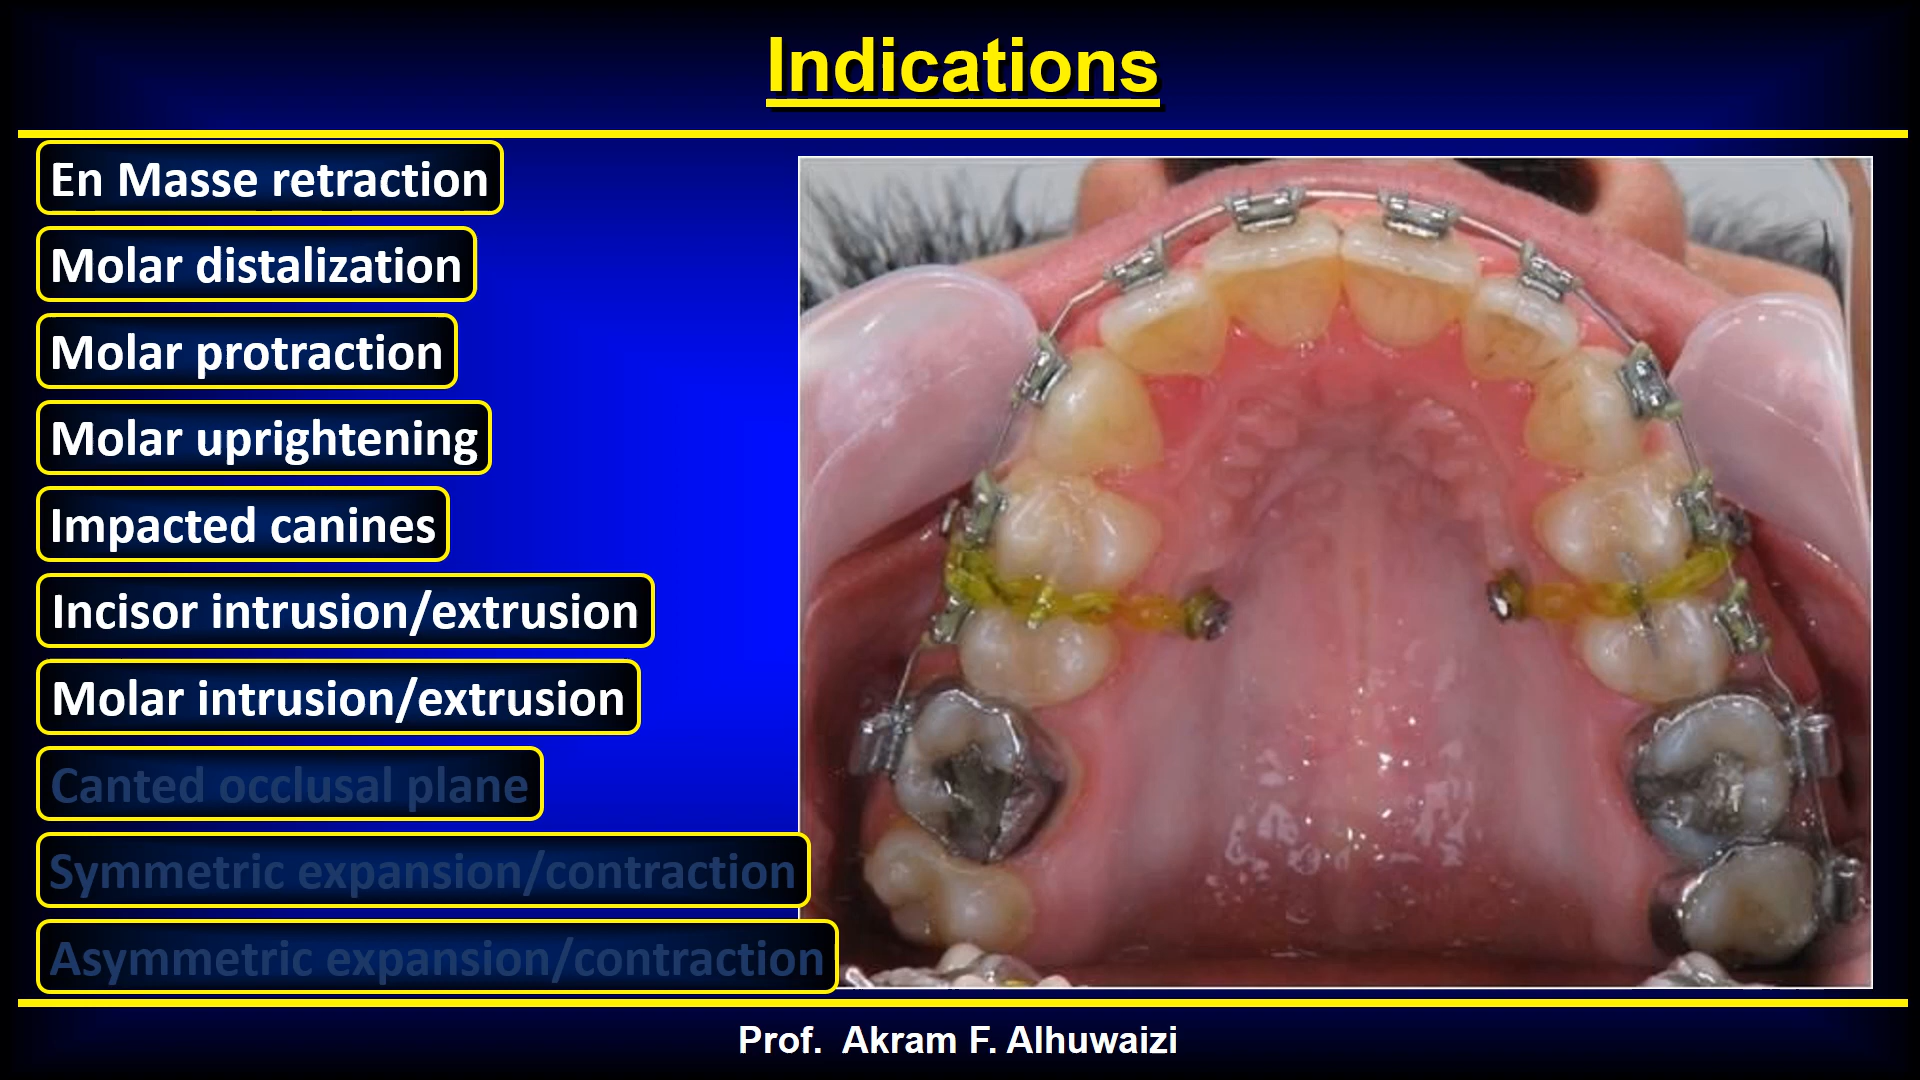 Indications
En Masse retraction
Molar distalization
Molar protraction
Molar uprightening
Impacted canines
Incisor intrusion/extrusion
Molar intrusion/extrusion
Canted occlusal plane
Symmetric expansion/contraction
Asymmetric expansion/contraction
Prof. Akram F. Alhuwaizi